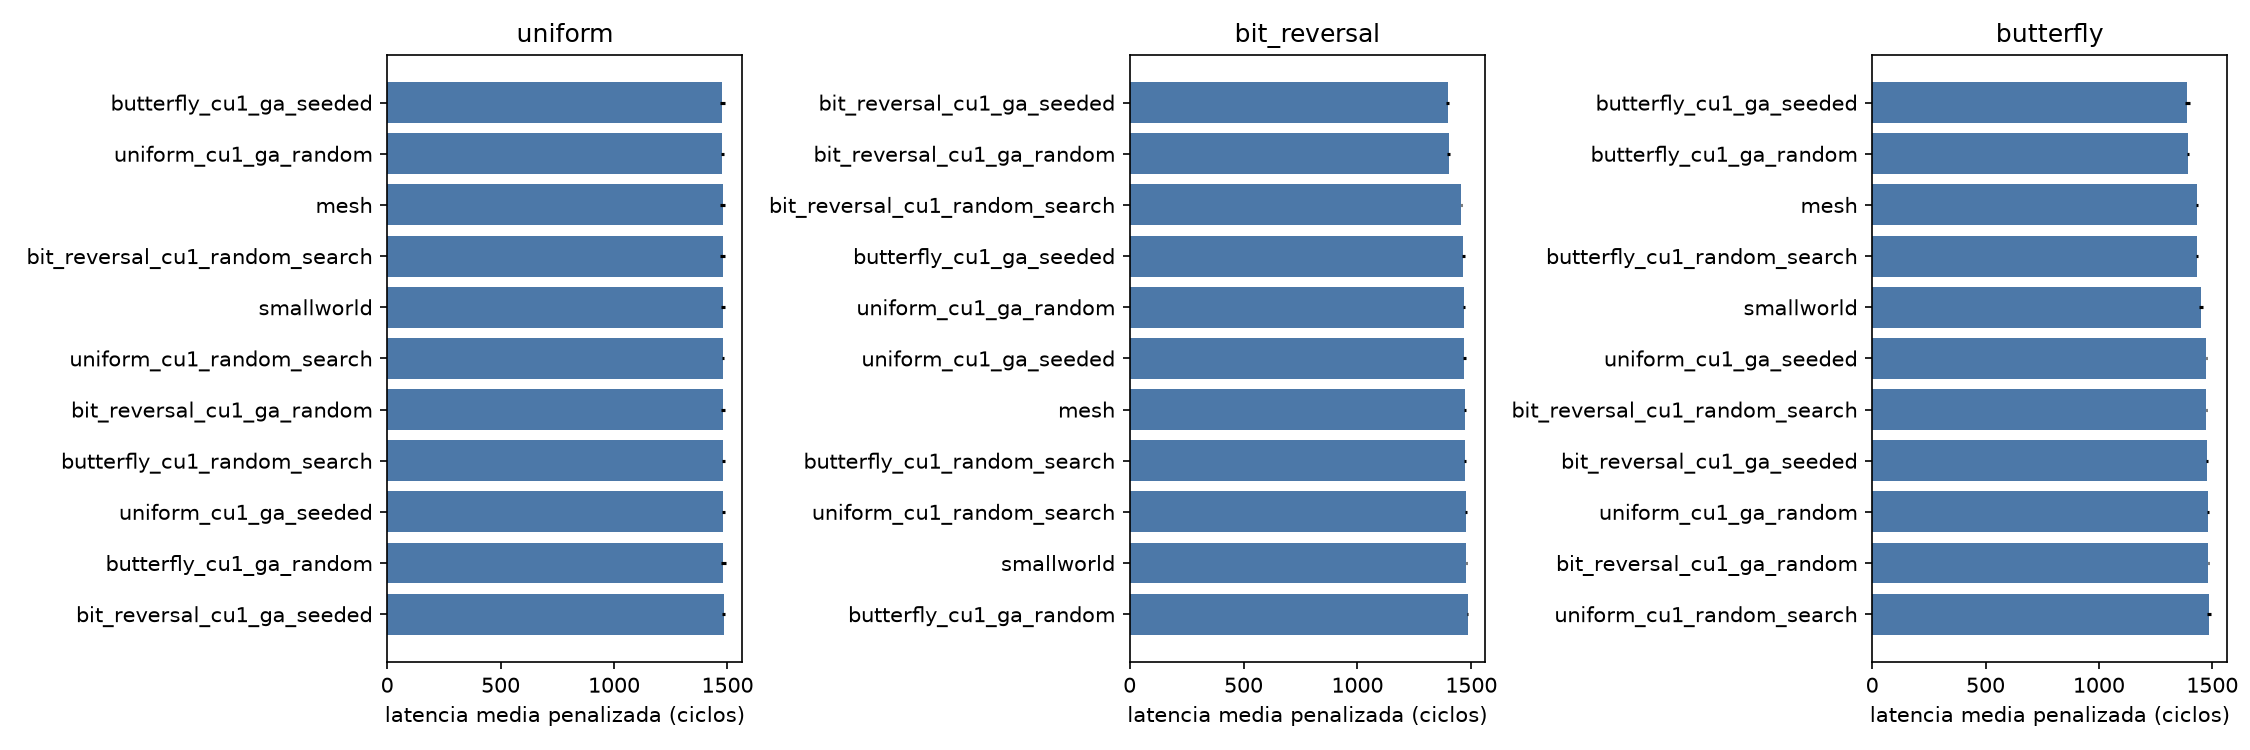 uniform
butterfly_cu1_ga_seeded
uniform_cu1_ga_random
mesh
bit_reversal_cu1_random_search
smallworld
uniform_cu1_random_search
bit_reversal_cu1_ga_random
butterfly_cu1_random_search
uniform_cu1_ga_seeded
butterfly_cu1_ga_random
bit_reversal_cu1_ga_seeded
0 500 1000 1500
latencia media penalizada (ciclos)
bit_reversal
bit_reversal_cu1_ga_seeded
bit_reversal_cu1_ga_random
bit_reversal_cu1_random_search
butterfly_cu1_ga_seeded
uniform_cu1_ga_random
uniform_cu1_ga_seeded
mesh
butterfly_cu1_random_search
uniform_cu1_random_search
smallworld
butterfly_cu1_ga_random
0 500 1000 1500
latencia media penalizada (ciclos)
butterfly
butterfly_cu1_ga_seeded
butterfly_cu1_ga_random
mesh
butterfly_cu1_random_search
smallworld
uniform_cu1_ga_seeded
bit_reversal_cu1_random_search
bit_reversal_cu1_ga_seeded
uniform_cu1_ga_random
bit_reversal_cu1_ga_random
uniform_cu1_random_search
0 500 1000 1500
latencia media penalizada (ciclos)